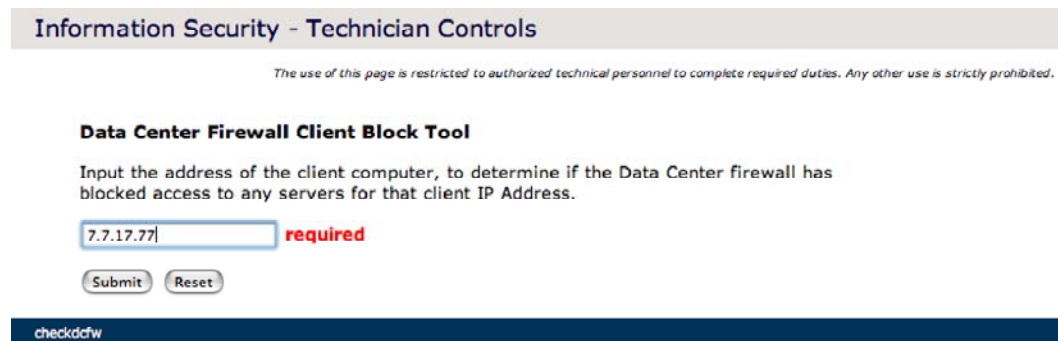 Information Security - Technician Controls
The use of this page is restricted to authorized technical personnel to complete required duties. Any other use is strictly prohibited.
Data Center Firewall Client Block Tool
Input the address of the client computer, to determine if the Data Center firewall has
blocked access to any servers for that client IP Address.
7.7.17.77 required
Submit Reset
checkdcfw